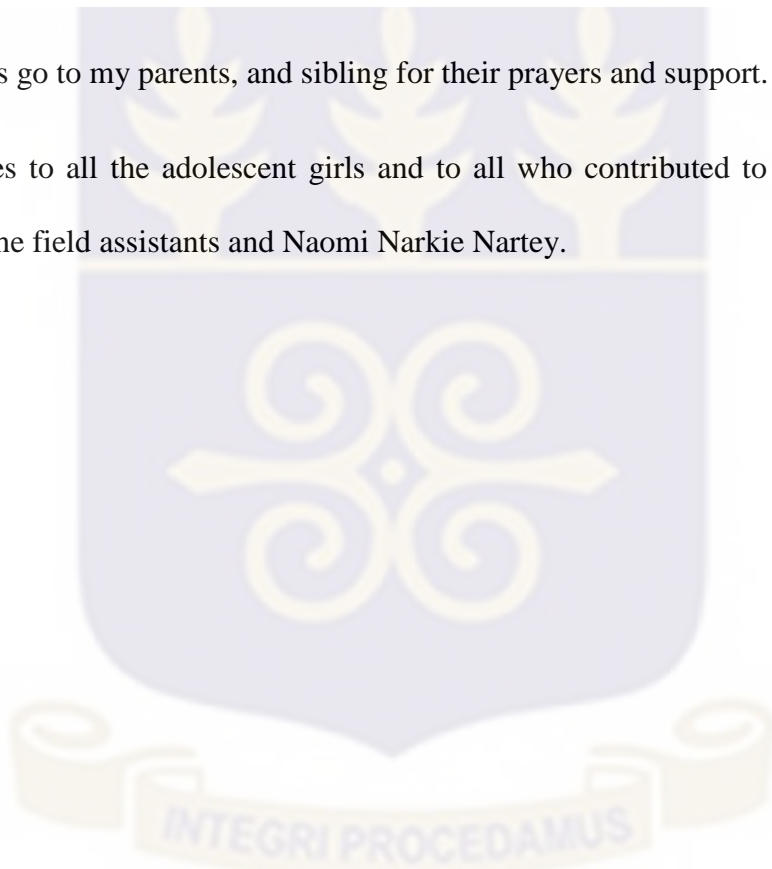 s go to my parents, and sibling for their prayers and support.
es to all the adolescent girls and to all who contributed to
ne field assistants and Naomi Narkie Nartey.
INTEGRI PROCEDAMUS